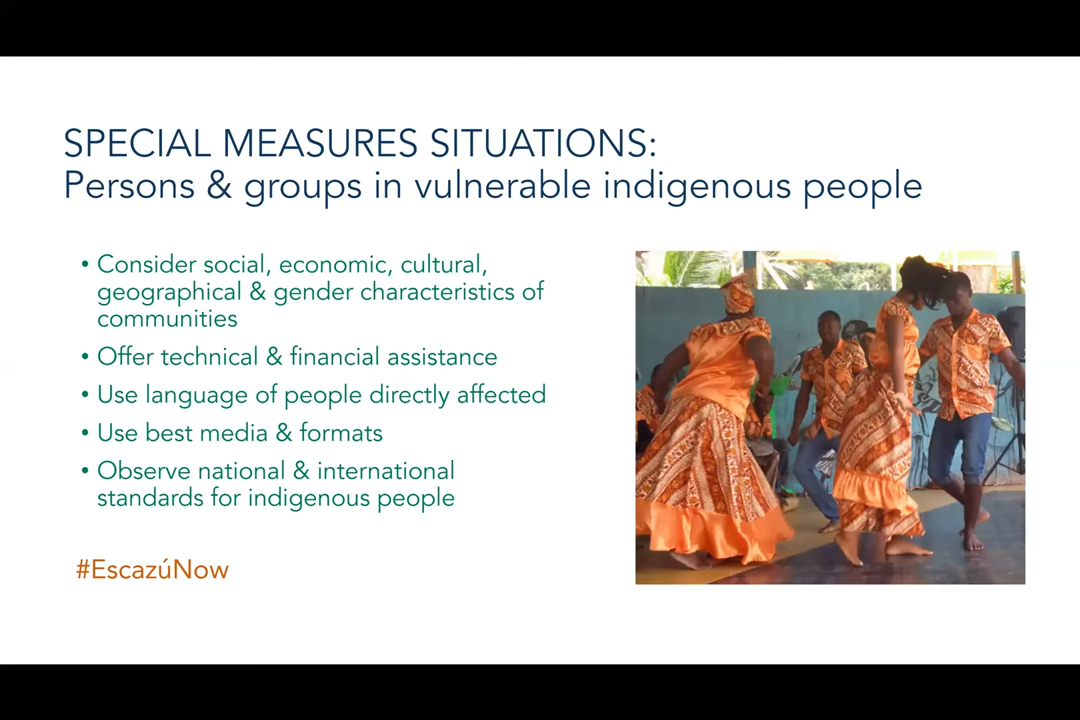 SPECIAL MEASURES SITUATIONS:
Persons & groups in vulnerable indigenous people
• Consider social, economic, cultural,
geographical & gender characteristics of
communities
• Offer technical & financial assistance
• Use language of people directly affected
• Use best media & formats
• Observe national & international
standards for indigenous people
#EscazúNow